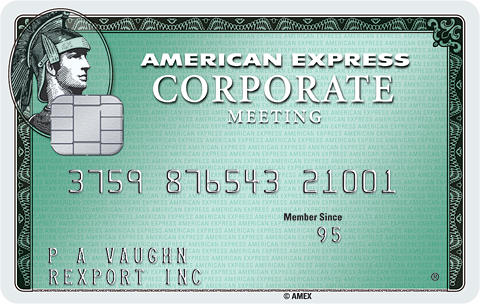 AMERICAN EXPRESS
CORPORATE
MEETING
3759 876543 21001
Member Since
95
P A VAUGHN
REXPORT INC
®
© AMEX